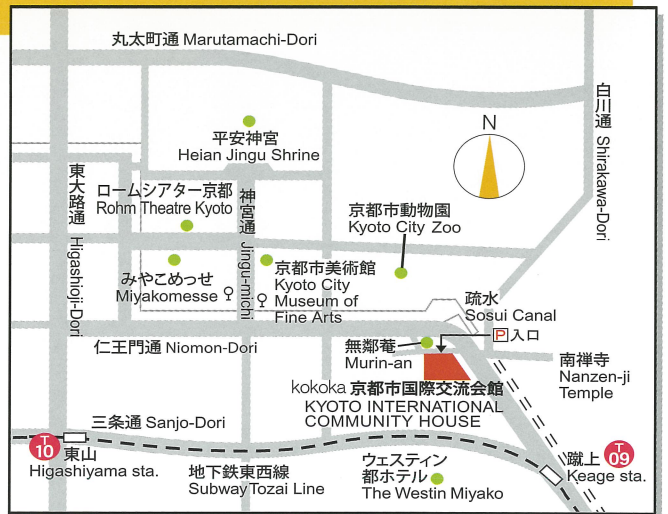 丸太町通 Marutamachi-Dori
白川通 Shirakawa-Dori
N
平安神宮
Heian Jingu Shrine
東大路通 Higashioji-Dori
ロームシアター京都
Rohm Theatre Kyoto
神宮通 Jingu-michi
京都市動物園
Kyoto City Zoo
みやこめっせ
Miyakomesse
京都市美術館
Kyoto City
Museum of
Fine Arts
疏水
Sosui Canal
P 入口
仁王門通 Niomon-Dori
無鄰菴
Murin-an
南禅寺
Nanzen-ji
Temple
kokoka 京都市国際交流会館
KYOTO INTERNATIONAL
COMMUNITY HOUSE
三条通 Sanjo-Dori
T
10
東山
Higashiyama sta.
地下鉄東西線
Subway Tozai Line
ウェスティン
都ホテル
The Westin Miyako
蹴上
Keage sta.
T
09